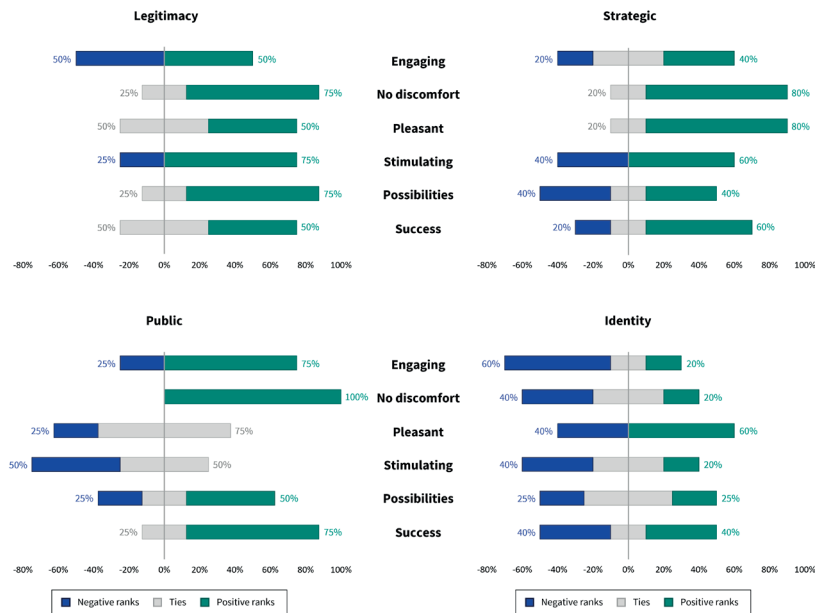 Legitimacy Strategic
50% 50% Engaging 20% 40%
25% 75% No discomfort 20% 80%
50% 50% Pleasant 20% 80%
25% 75% Stimulating 40% 60%
25% 75% Possibilities 40% 40%
50% 50% Success 20% 60%
-80% -60% -40% -20% 0% 20% 40% 60% 80% 100% -80% -60% -40% -20% 0% 20% 40% 60% 80% 100%
Public Identity
25% 75% Engaging 60% 20%
100% No discomfort 40% 20%
25% 75% Pleasant 40% 60%
50% 50% Stimulating 40% 20%
25% 50% Possibilities 25% 25%
25% 75% Success 40% 40%
-80% -60% -40% -20% 0% 20% 40% 60% 80% 100% -80% -60% -40% -20% 0% 20% 40% 60% 80% 100%
Negative ranks Ties Positive ranks Negative ranks Ties Positive ranks